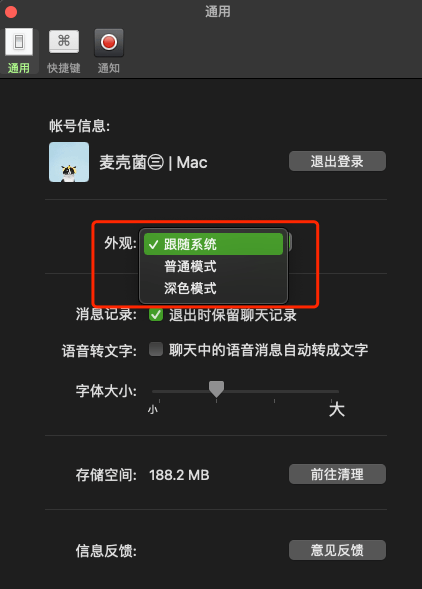 通用
通用 快捷键 通知
帐号信息:
麦壳菌㊂ | Mac 退出登录
外观: 跟随系统
普通模式
深色模式
消息记录: 退出时保留聊天记录
语音转文字: 聊天中的语音消息自动转成文字
字体大小:
小 大
存储空间: 188.2 MB 前往清理
信息反馈: 意见反馈